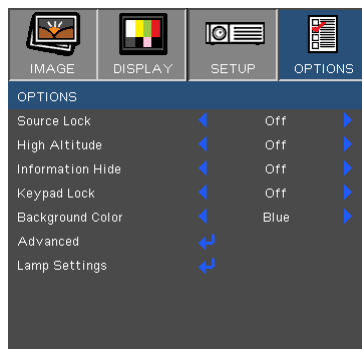 IMAGE DISPLAY SETUP OPTIONS
OPTIONS
Source Lock Off
High Altitude Off
Information Hide Off
Keypad Lock Off
Background Color Blue
Advanced
Lamp Settings